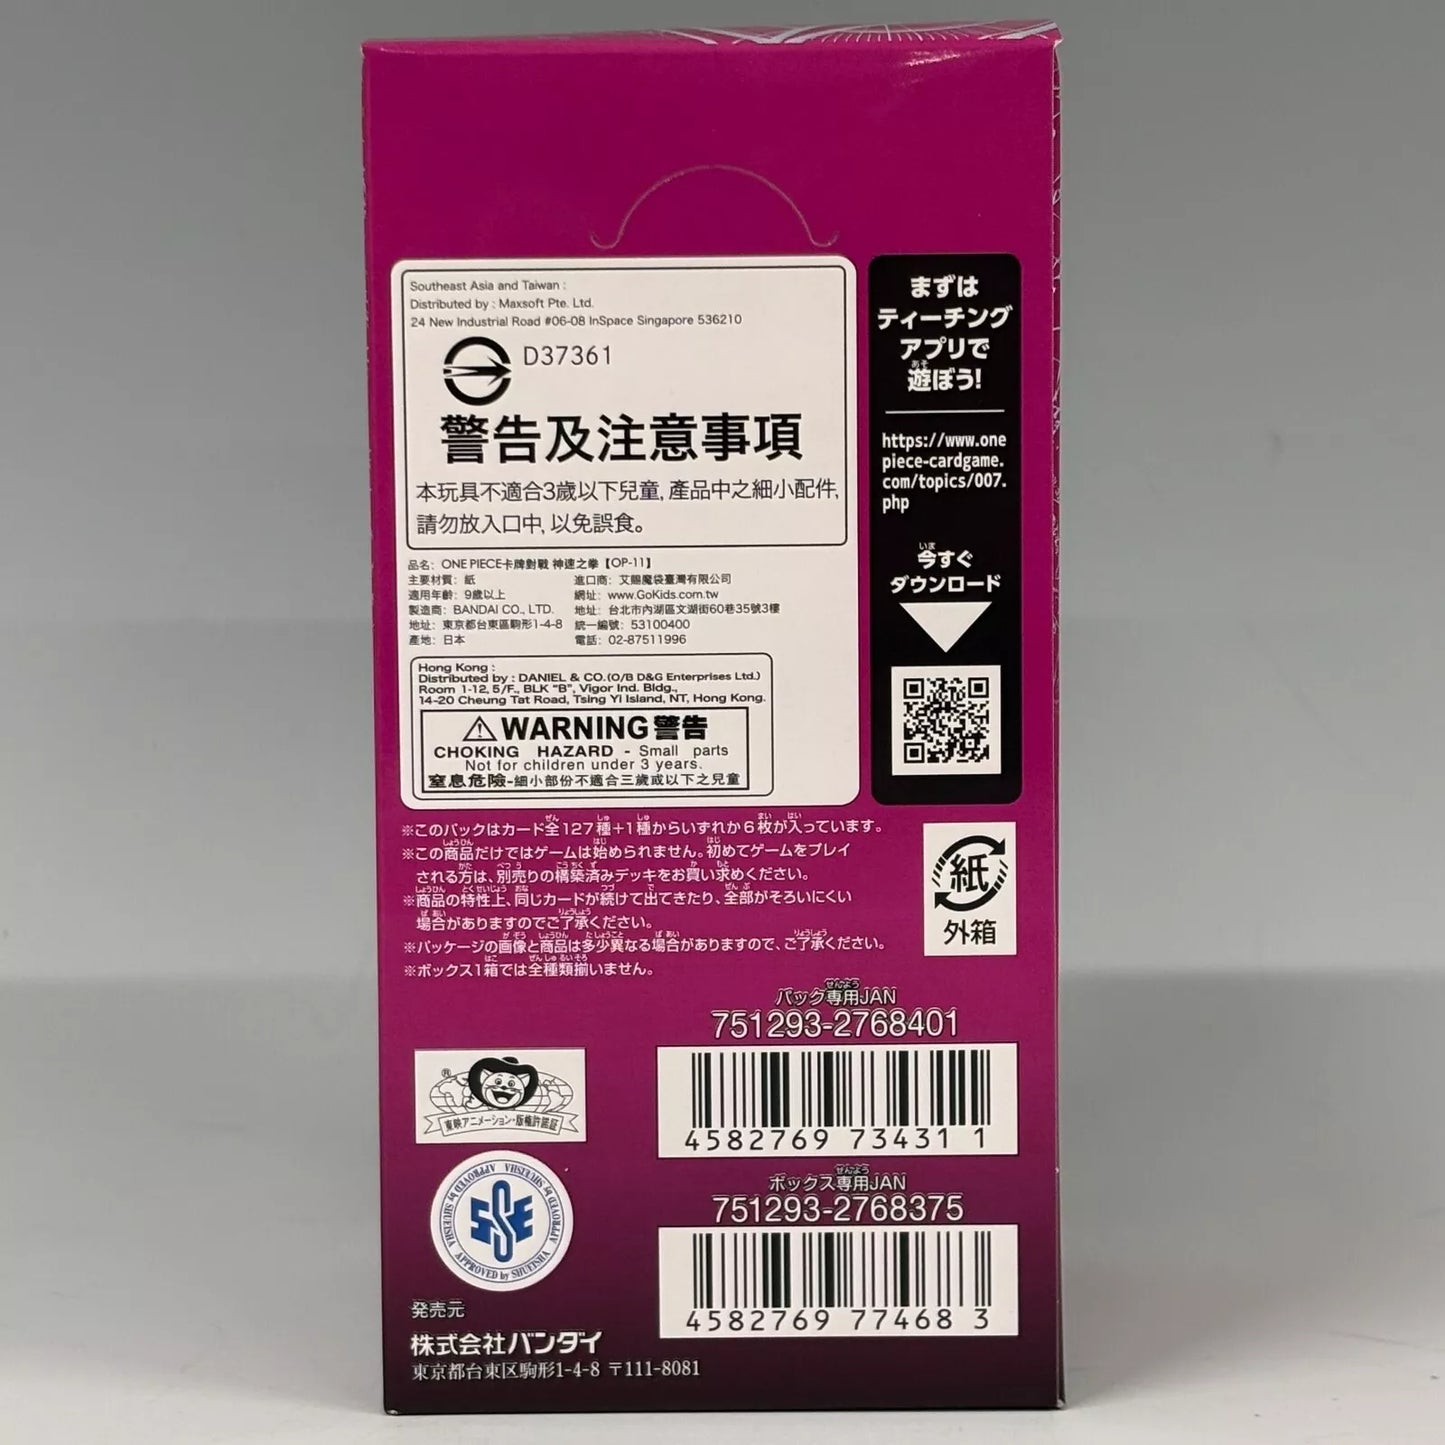 Southeast Asia and Taiwan :
Distributed by : Maxsoft Pte. Ltd.
24 New Industrial Road #06-08 InSpace Singapore 536210
D37361
警告及注意事項
本玩具不適合3歲以下兒童, 產品中之細小配件,
請勿放入口中, 以免誤食。
品名: ONE PIECE卡牌對戰 神速之拳【OP-11】
主要材質: 紙
適用年齡: 9歲以上
製造商: BANDAI CO., LTD.
地址: 東京都台東區駒形1-4-8
產地: 日本
進口商: 艾賜魔袋臺灣有限公司
網址: www.GoKids.com.tw
地址: 台北市內湖區文湖街60巷35號3樓
統一編號: 53100400
電話: 02-87511996
Hong Kong :
Distributed by : DANIEL & CO.(O/B D&G Enterprises Ltd.)
Room 1-12, 5/F., BLK "B", Vigor Ind. Bldg.,
14-20 Cheung Tat Road, Tsing Yi Island, NT, Hong Kong.
WARNING 警告
CHOKING HAZARD - Small parts
Not for children under 3 years.
窒息危險-細小部份不適合三歲或以下之兒童
まずは
ティーチング
アプリで
あそ
遊ぼう!
https://www.one
piece-cardgame.
com/topics/007.
php
いま
今すぐ
ダウンロード
※このパックはカード全127種+1種からいずれか6枚が入っています。
※この商品だけではゲームは始められません。初めてゲームをプレイ
される方は、別売りの構築済みデッキをお買い求めください。
※商品の特性上、同じカードが続けて出てきたり、全部がそろいにくい
場合がありますのでご了承ください。
※パッケージの画像と商品は多少異なる場合がありますので、ご了承ください。
※ボックス1箱では全種類揃いません。
紙
外箱
せんよう
パック専用JAN
751293-2768401
4582769 73431 1
せんよう
ボックス専用JAN
751293-2768375
4582769 77468 3
東映アニメーション・版権許諾証
APPROVED by SHUEISHA
発売元
株式会社バンダイ
東京都台東区駒形1-4-8 〒111-8081